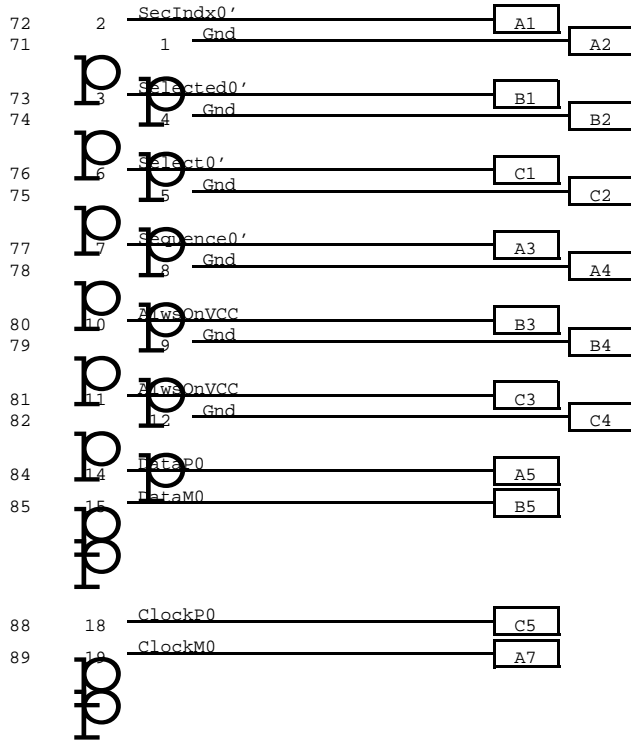 72 2 SecIndx0' A1
71 1 Gnd A2
p p
73 3 Selected0' B1
74 4 Gnd B2
p p
76 6 Select0' C1
75 5 Gnd C2
p p
77 7 Sequence0' A3
78 8 Gnd A4
p p
80 10 AlwsOnVCC B3
79 9 Gnd B4
p p
81 11 AlwsOnVCC C3
82 12 Gnd C4
p p
84 14 DataP0 A5
85 15 DataM0 B5
p
p
88 18 ClockP0 C5
89 19 ClockM0 A7
p
p